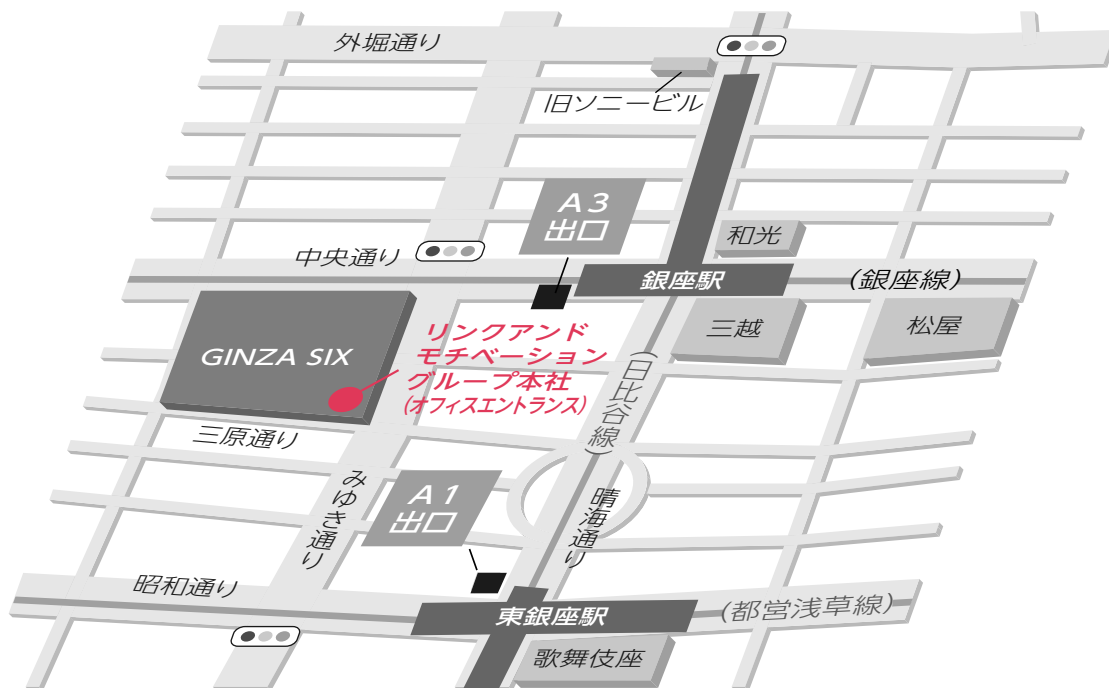 外堀通り
旧ソニービル
A3
出口
和光
中央通り
銀座駅
(銀座線)
三越
松屋
GINZA SIX
リンクアンド
モチベーション
グループ本社
(オフィスエントランス)
(日比谷線)
三原通り
みゆき通り
A1
出口
晴海通り
昭和通り
東銀座駅
(都営浅草線)
歌舞伎座